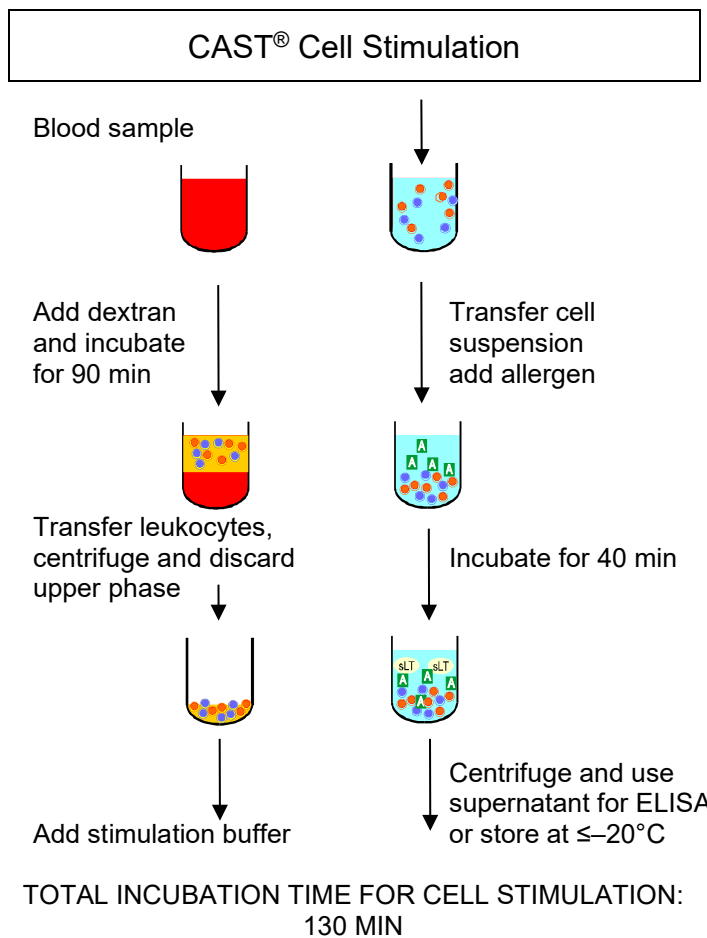 CAST® Cell Stimulation
Blood sample
Add dextran
and incubate
for 90 min
Transfer leukocytes,
centrifuge and discard
upper phase
Add stimulation buffer
Transfer cell
suspension
add allergen
A
A
A
A
Incubate for 40 min
sLT
sLT
A
A
A
A
Centrifuge and use
supernatant for ELISA
or store at ≤–20°C
TOTAL INCUBATION TIME FOR CELL STIMULATION:
130 MIN